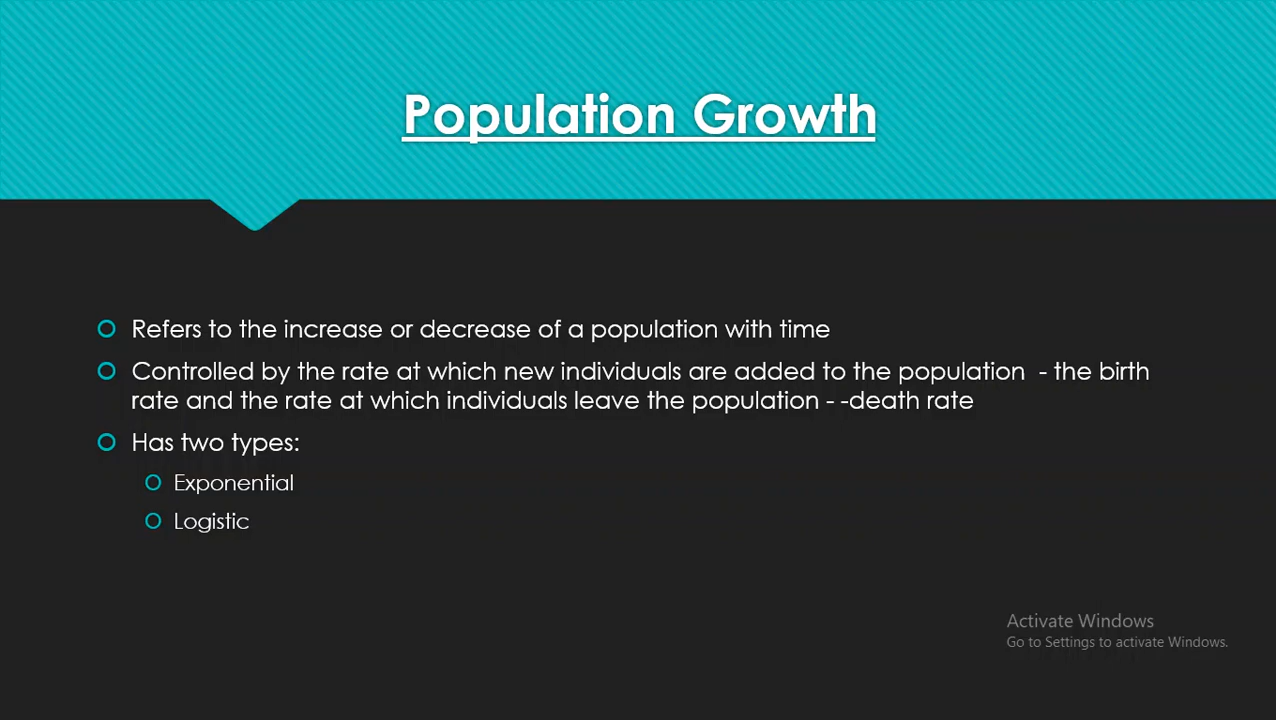 Population Growth
Refers to the increase or decrease of a population with time
Controlled by the rate at which new individuals are added to the population  - the birth
rate and the rate at which individuals leave the population - -death rate
Has two types:
Exponential
Logistic
Activate Windows
Go to Settings to activate Windows.